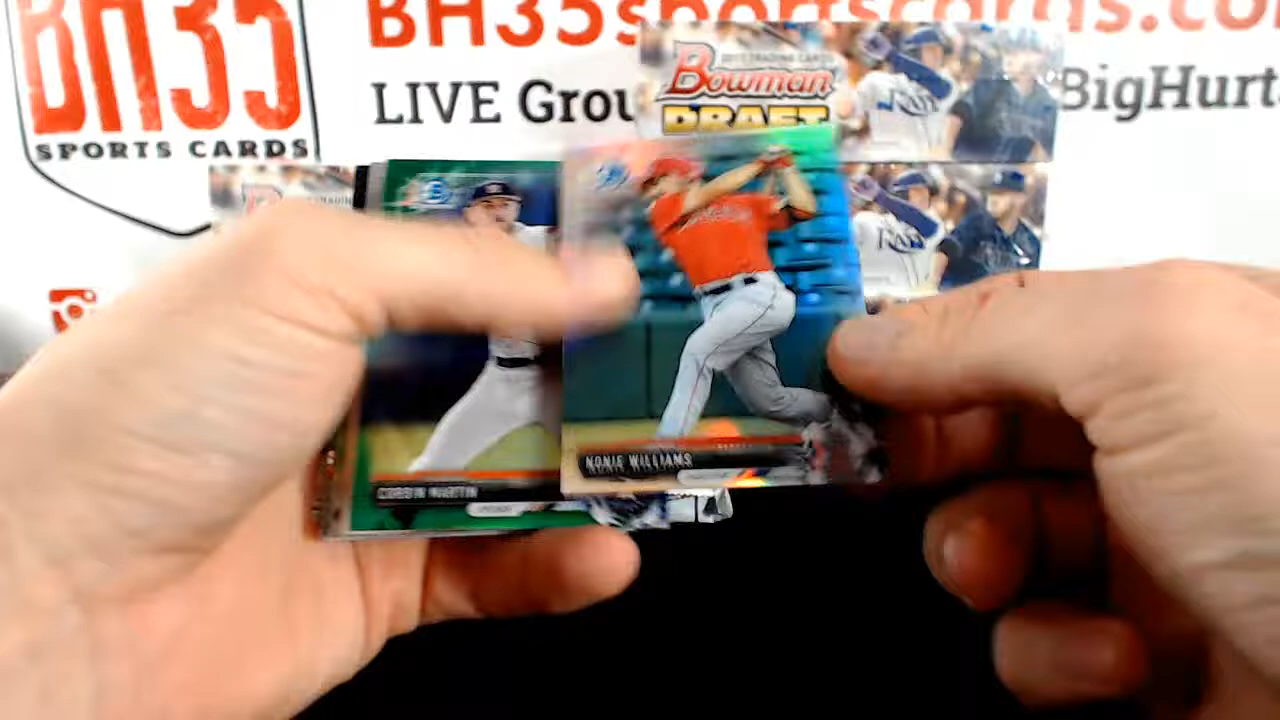 BH35
SPORTS CARDS
BH35sportscards.co
LIVE Grou
BigHurt
2017 TRADING CARDS
Bowman
DRAFT
CORBIN MARTIN
NONIE WILLIAMS